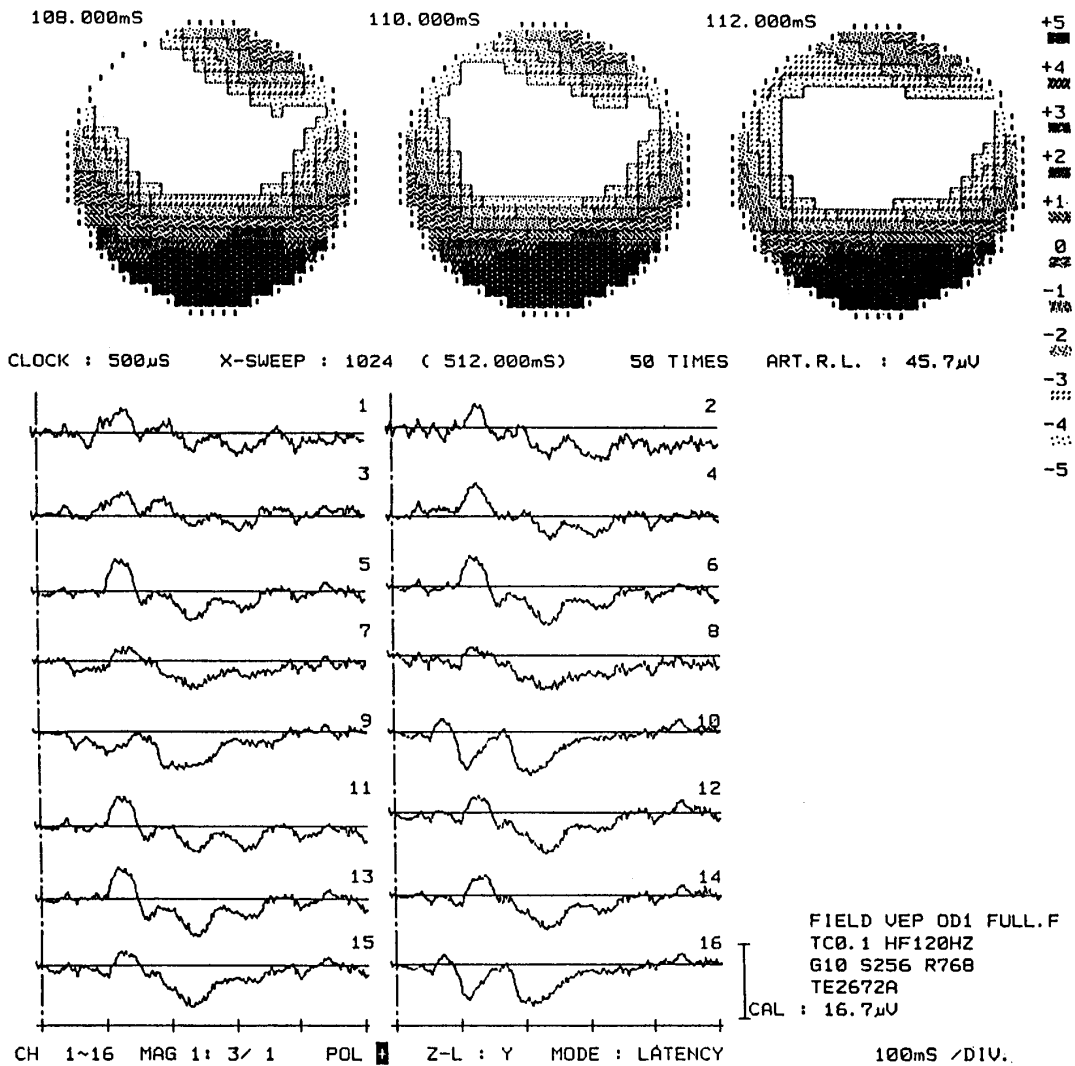 108.000mS 110.000mS 112.000mS
+5
+4
+3
+2
+1
0
-1
-2
-3
-4
-5
CLOCK : 500µS X-SWEEP : 1024 ( 512.000mS) 50 TIMES ART.R.L. : 45.7µV
1 2
3 4
5 6
7 8
9 10
11 12
13 14
15 16
FIELD VEP OD1 FULL.F
TC0.1 HF120HZ
G10 S256 R768
TE2672A
CAL : 16.7µV
CH 1~16 MAG 1: 3/ 1 POL + Z-L : Y MODE : LATENCY 100mS /DIV.